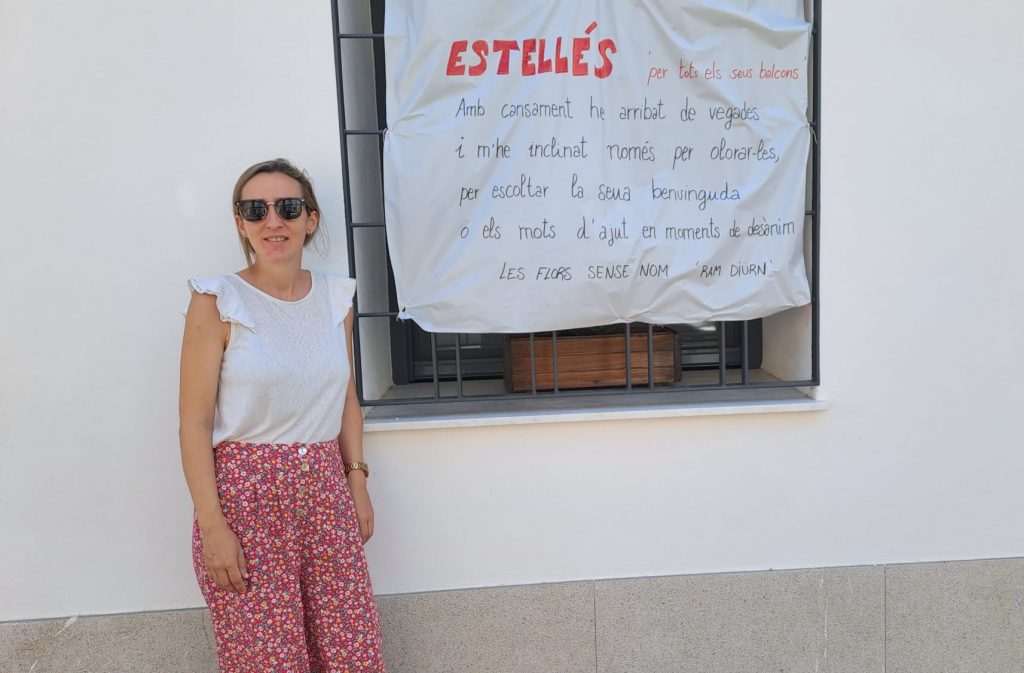 ESTELLÉS 'per tots els seus balcons'
Amb cansament he arribat de vegades
i m'he inclinat només per olorar-les,
per escoltar la seua benvinguda
o els mots d'ajut en moments de desànim
LES FLORS SENSE NOM 'RAM DIÜRN'